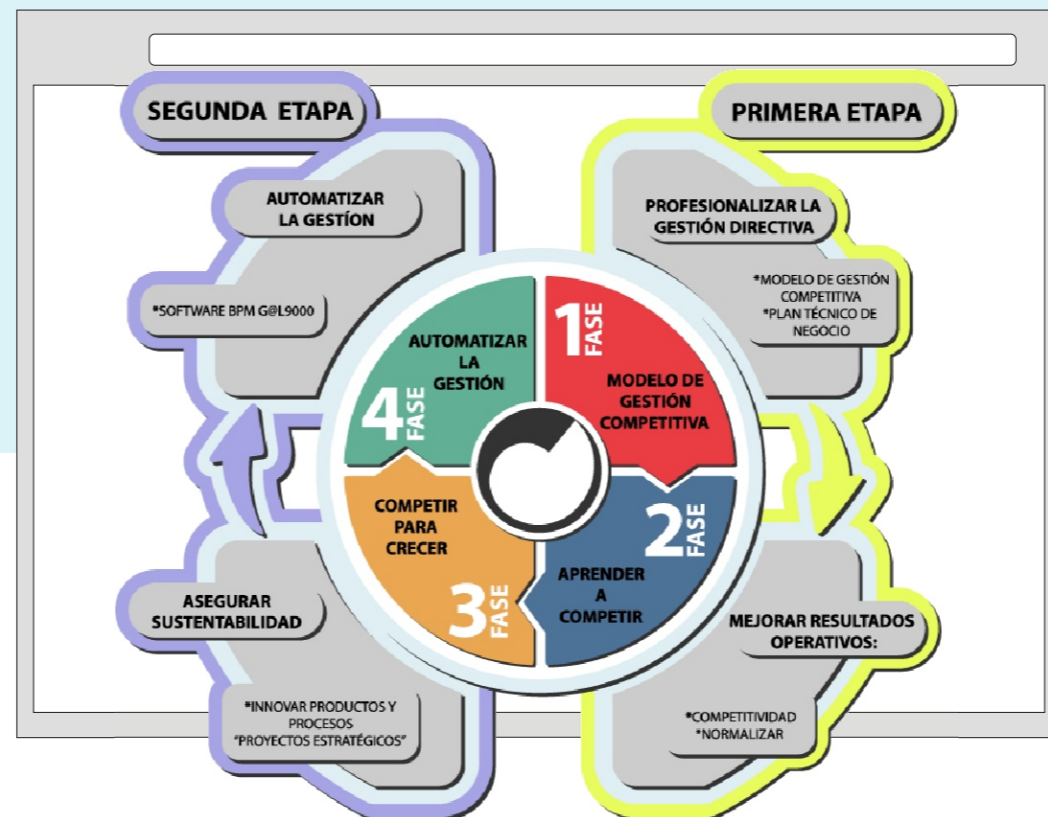 SEGUNDA ETAPA
AUTOMATIZAR
LA GESTÍON
*SOFTWARE BPM G@L9000
ASEGURAR
SUSTENTABILIDAD
*INNOVAR PRODUCTOS Y
PROCESOS
"PROYECTOS ESTRATÉGICOS"
PRIMERA ETAPA
PROFESIONALIZAR LA
GESTIÓN DIRECTIVA
*MODELO DE GESTIÓN
COMPETITIVA
*PLAN TÉCNICO DE
NEGOCIO
MEJORAR RESULTADOS
OPERATIVOS:
*COMPETITIVIDAD
*NORMALIZAR
1 FASE
MODELO DE
GESTIÓN
COMPETITIVA
2 FASE
APRENDER
A
COMPETIR
3 FASE
COMPETIR
PARA
CRECER
4 FASE
AUTOMATIZAR
LA
GESTIÓN